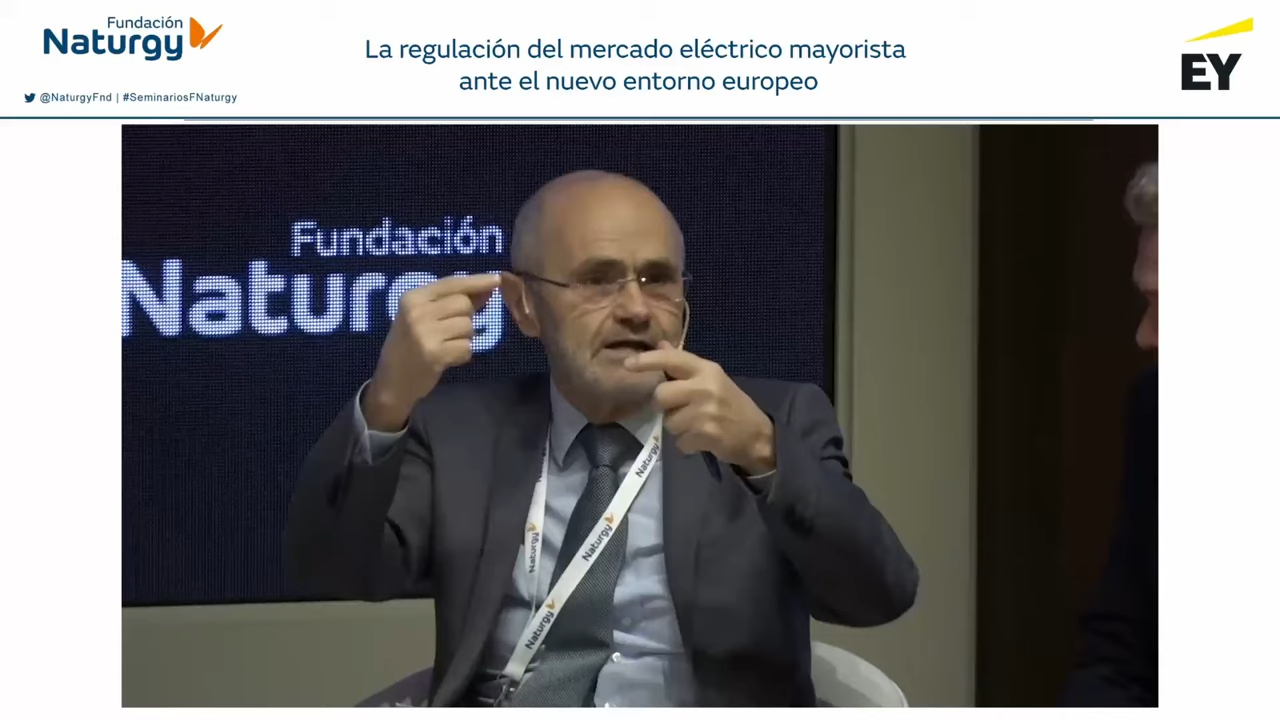 Fundación
Naturgy
@NaturgyFnd | #SeminariosFNaturgy
La regulación del mercado eléctrico mayorista
ante el nuevo entorno europeo
EY
Fundación
Naturgy
Naturgy
Naturgy
Naturgy
Naturgy